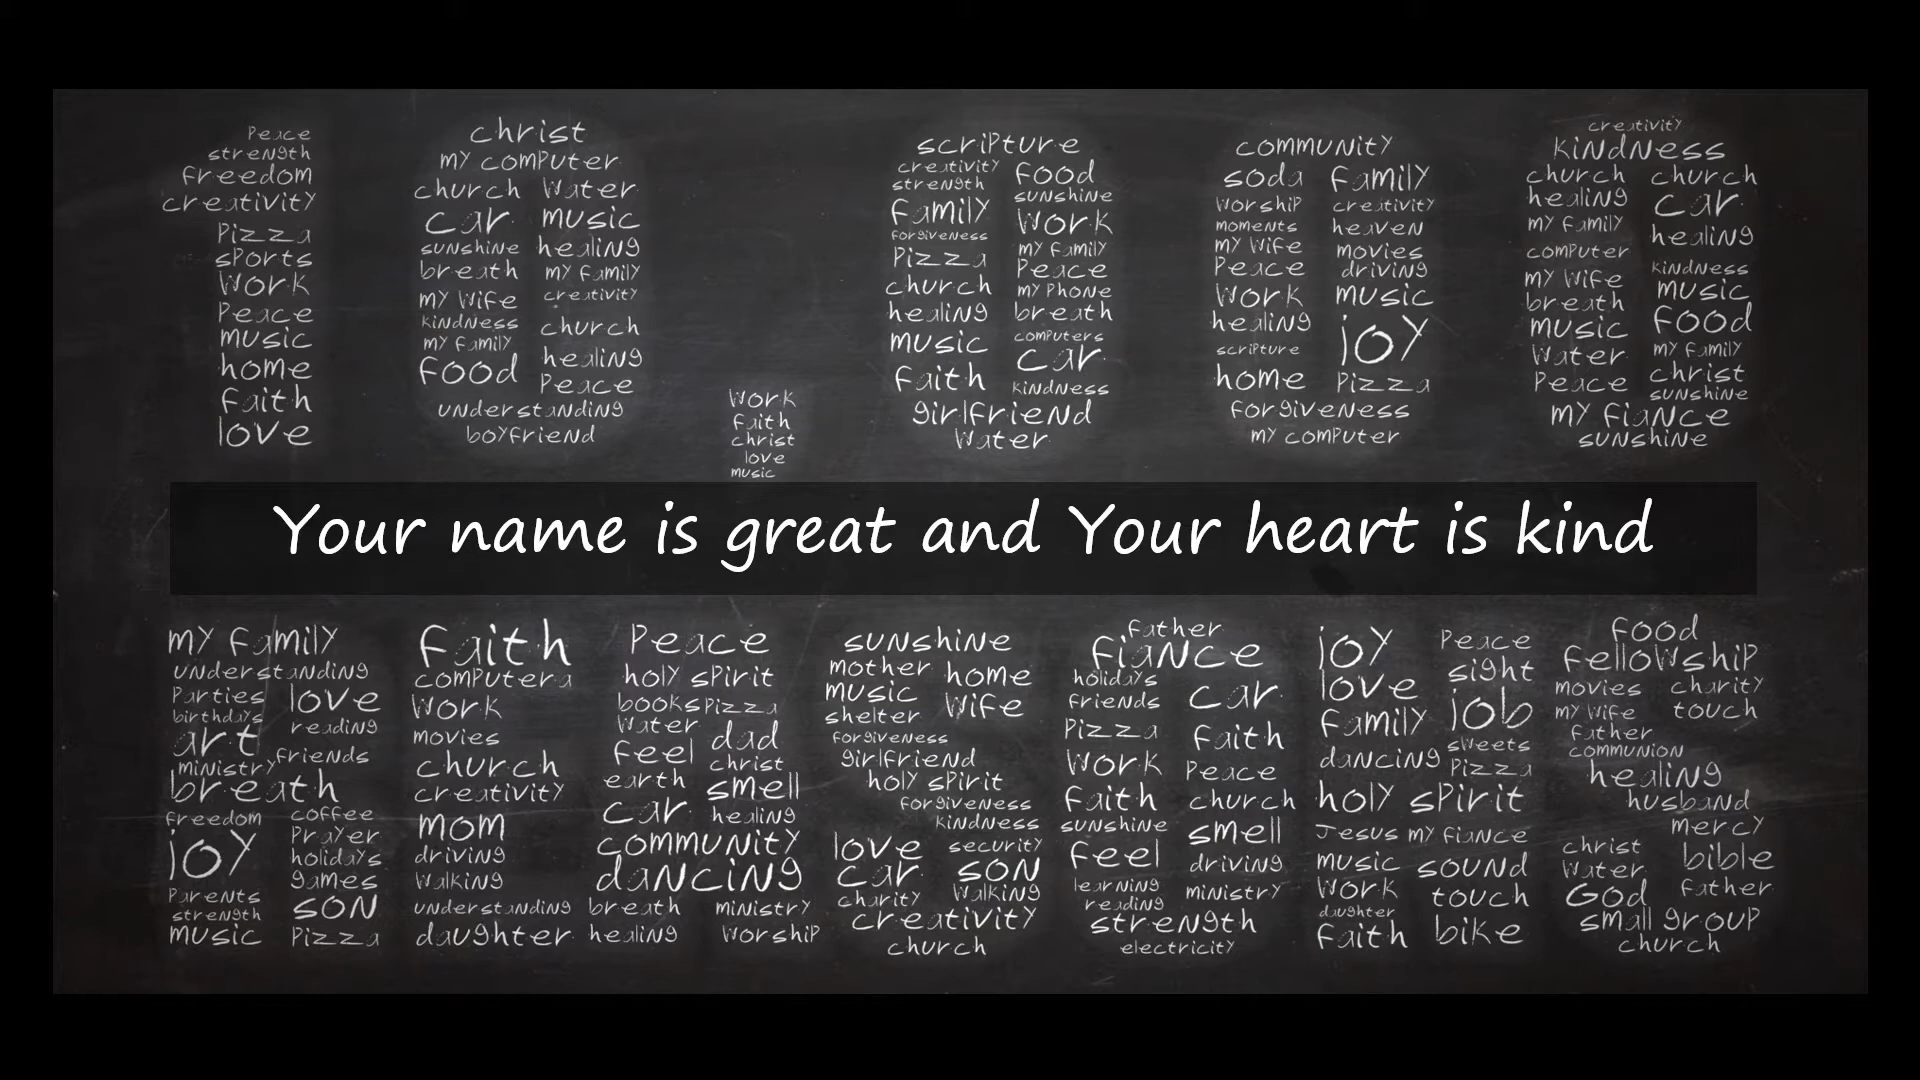 Peace
strength
freedom
creativity
Pizza
sports
Work
Peace
music
home
faith
love
christ
my computer
church Water
car music
sunshine healing
breath my family
my Wife creativity
kindness church
my family healing
food Peace
understanding
boyfriend
Work
faith
christ
love
music
scripture
creativity food
strength sunshine
family Work
forgiveness my family
Pizza Peace
church my Phone
healing breath
music computers
faith car
kindness
girlfriend
Water
community
soda family
Worship creativity
moments heaven
my Wife movies
Peace driving
Work music
healing joy
scripture
home Pizza
forgiveness
my computer
creativity
kindness
church church
healing car
my family healing
computer kindness
my Wife music
breath food
music my family
Water christ
Peace sunshine
my fiance
sunshine
Your name is great and Your heart is kind
my family
understanding
Parties love
birthdays reading
art friends
ministry
breath
freedom coffee
joy Prayer
holidays
Parents games
strength son
music Pizza
faith
computera
Work
movies
church
creativity
mom
driving
Walking
understanding
daughter
Peace
holy spirit
books Pizza
Water dad
feel christ
earth smell
car healing
community
dancing
breath ministry
healing Worship
sunshine
mother home
music Wife
shelter
forgiveness
girlfriend
holy spirit
forgiveness
kindness
love security
car son
charity Walking
creativity
church
father
fiance
holidays car
friends
Pizza faith
Work Peace
faith church
sunshine smell
feel driving
learning ministry
reading
strength
electricity
joy Peace
love sight
family job
dancing sweets
Pizza
holy spirit
Jesus my fiance
music sound
Work touch
daughter
faith bike
food
fellowship
movies charity
my Wife touch
father
communion
healing
husband
mercy
christ bible
Water father
God
small group
church